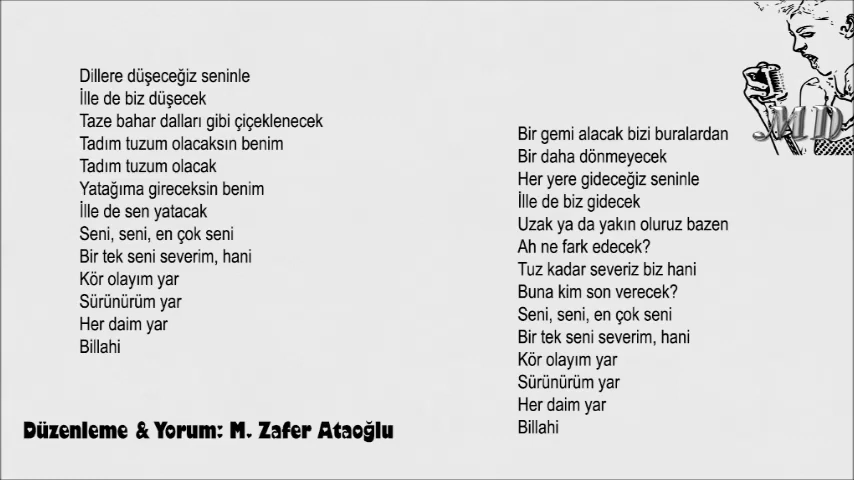 Dillere düşeceğiz seninle
İlle de biz düşecek
Taze bahar dalları gibi çiçeklenecek
Tadım tuzum olacaksın benim
Tadım tuzum olacak
Yatağıma gireceksin benim
İlle de sen yatacak
Seni, seni, en çok seni
Bir tek seni severim, hani
Kör olayım yar
Sürünürüm yar
Her daim yar
Billahi
Bir gemi alacak bizi buralardan
Bir daha dönmeyecek
Her yere gideceğiz seninle
İlle de biz gidecek
Uzak ya da yakın oluruz bazen
Ah ne fark edecek?
Tuz kadar severiz biz hani
Buna kim son verecek?
Seni, seni, en çok seni
Bir tek seni severim, hani
Kör olayım yar
Sürünürüm yar
Her daim yar
Billahi
Düzenleme & Yorum: M. Zafer Ataoğlu
MD